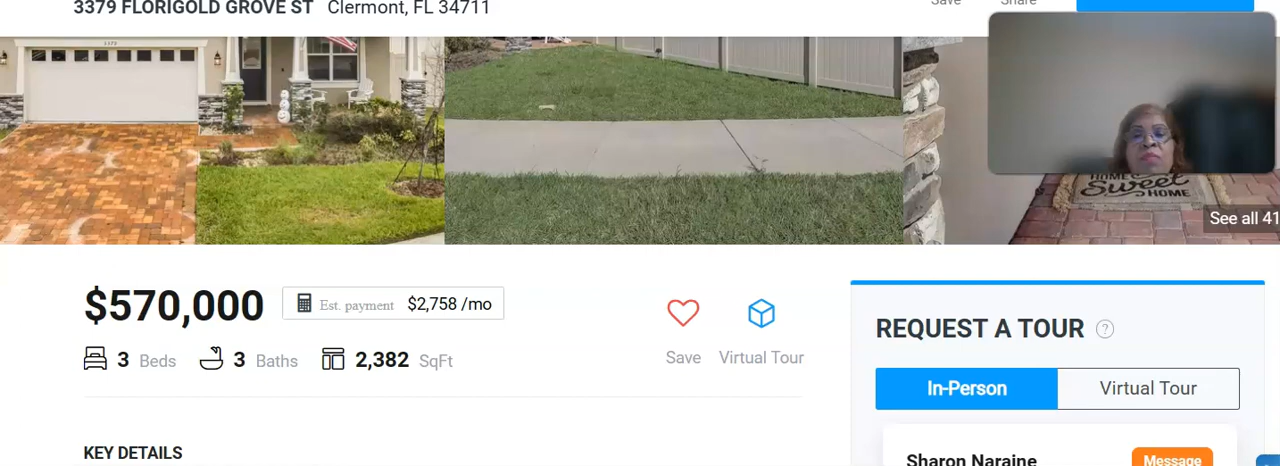 3379 FLORIGOLD GROVE ST Clermont, FL 34711
Save Share
3379
HOME
Sweet
HOME
See all 41
$570,000 Est. payment $2,758 /mo
3 Beds 3 Baths 2,382 SqFt
Save Virtual Tour
REQUEST A TOUR ?
In-Person Virtual Tour
KEY DETAILS
Sharon Naraine Message